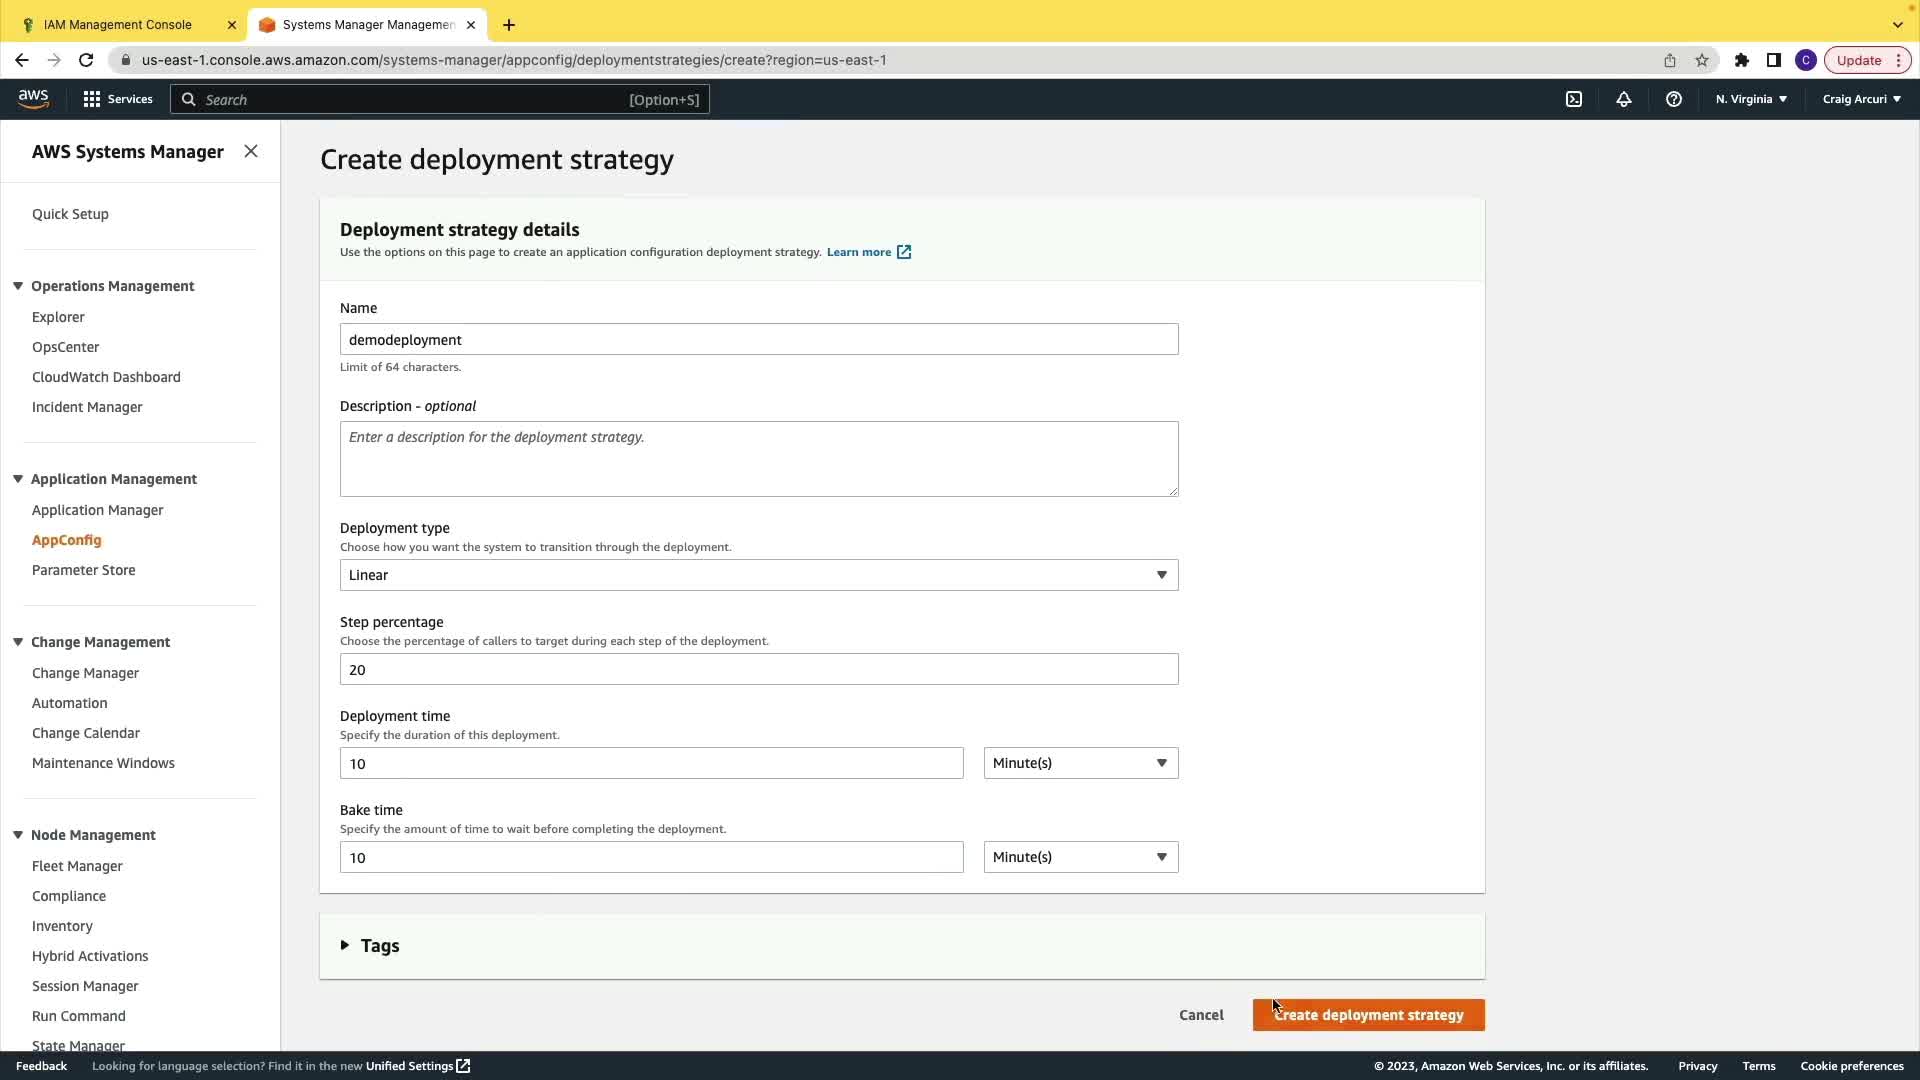 IAM Management Console
Systems Manager Managemen
us-east-1.console.aws.amazon.com/systems-manager/appconfig/deploymentstrategies/create?region=us-east-1
C
Update
aws
Services
Search
[Option+S]
N. Virginia
Craig Arcuri
AWS Systems Manager
Quick Setup
Operations Management
Explorer
OpsCenter
CloudWatch Dashboard
Incident Manager
Application Management
Application Manager
AppConfig
Parameter Store
Change Management
Change Manager
Automation
Change Calendar
Maintenance Windows
Node Management
Fleet Manager
Compliance
Inventory
Hybrid Activations
Session Manager
Run Command
State Manager
Create deployment strategy
Deployment strategy details
Use the options on this page to create an application configuration deployment strategy. Learn more
Name
demodeployment
Limit of 64 characters.
Description - optional
Enter a description for the deployment strategy.
Deployment type
Choose how you want the system to transition through the deployment.
Linear
Step percentage
Choose the percentage of callers to target during each step of the deployment.
20
Deployment time
Specify the duration of this deployment.
10
Minute(s)
Bake time
Specify the amount of time to wait before completing the deployment.
10
Minute(s)
Tags
Cancel
Create deployment strategy
Feedback
Looking for language selection? Find it in the new Unified Settings
© 2023, Amazon Web Services, Inc. or its affiliates.
Privacy
Terms
Cookie preferences